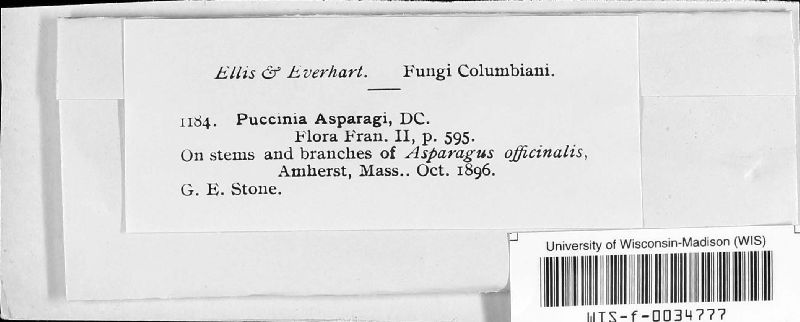 Ellis & Everhart. Fungi Columbiani.
1184. Puccinia Asparagi, DC.
Flora Fran. II, p. 595.
On stems and branches of Asparagus officinalis,
Amherst, Mass.. Oct. 1896.
G. E. Stone.
University of Wisconsin-Madison (WIS)
WIS-f-0034777